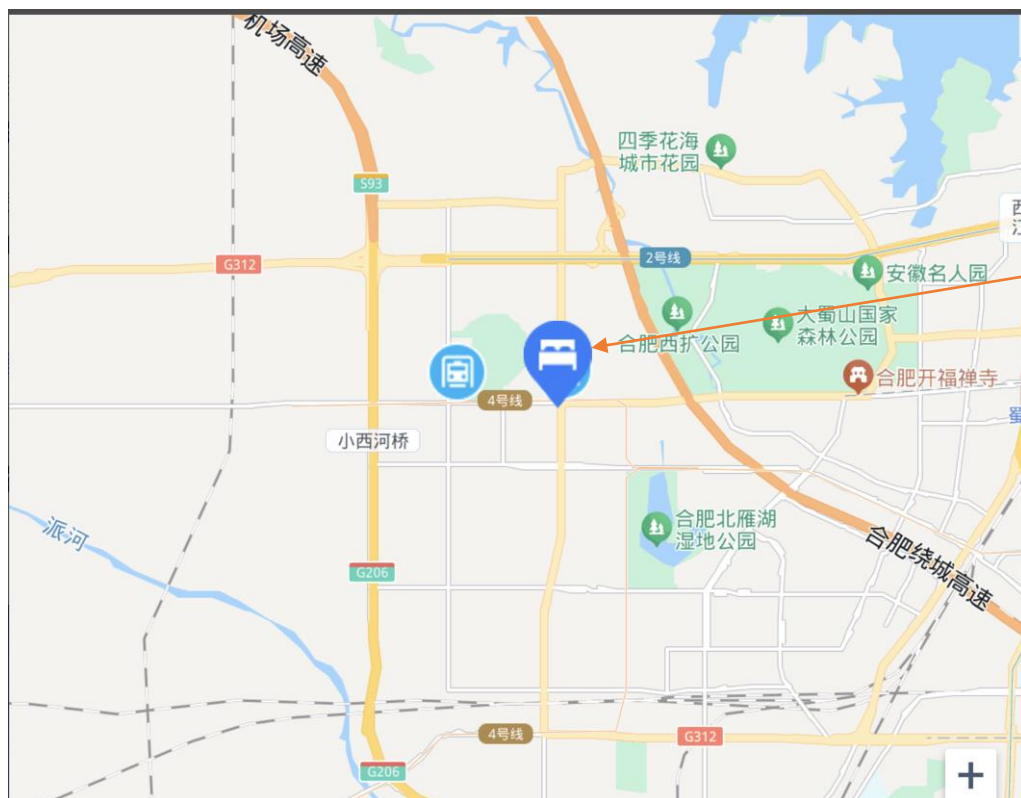 机场高速
四季花海
城市花园
S93
2号线
G312
安徽名人园
大蜀山国家
森林公园
合肥西扩公园
合肥开福禅寺
4号线
小西河桥
合肥北雁湖
湿地公园
派河
合肥绕城高速
G206
4号线
G312
G206